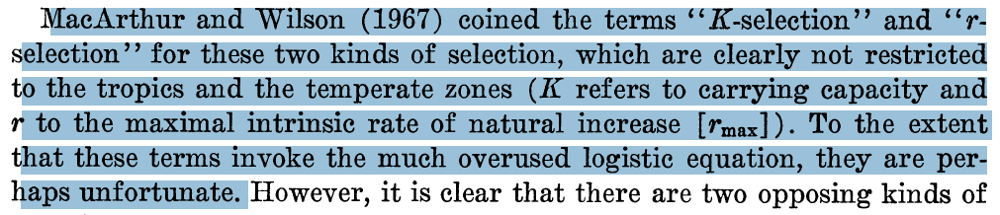 MacArthur and Wilson (1967) coined the terms ‘‘K-selection’’ and ‘‘r-
selection’’ for these two kinds of selection, which are clearly not restricted
to the tropics and the temperate zones (K refers to carrying capacity and
r to the maximal intrinsic rate of natural increase [rmax]). To the extent
that these terms invoke the much overused logistic equation, they are per-
haps unfortunate. However, it is clear that there are two opposing kinds of